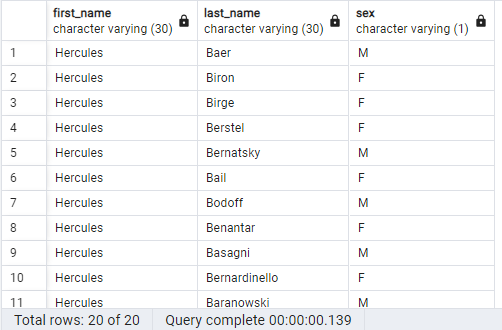 first_name last_name sex
character varying (30) character varying (30) character varying (1)
1 Hercules Baer M
2 Hercules Biron F
3 Hercules Birge F
4 Hercules Berstel F
5 Hercules Bernatsky M
6 Hercules Bail F
7 Hercules Bodoff M
8 Hercules Benantar F
9 Hercules Basagni M
10 Hercules Bernardinello F
11 Hercules Baranowski M
Total rows: 20 of 20 Query complete 00:00:00.139